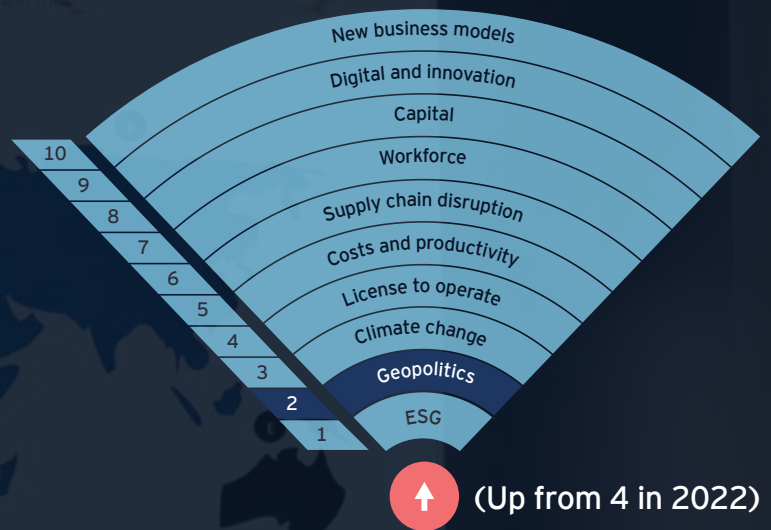 New business models
Digital and innovation
Capital
Workforce
Supply chain disruption
Costs and productivity
License to operate
Climate change
Geopolitics
ESG
10
9
8
7
6
5
4
3
2
1
(Up from 4 in 2022)